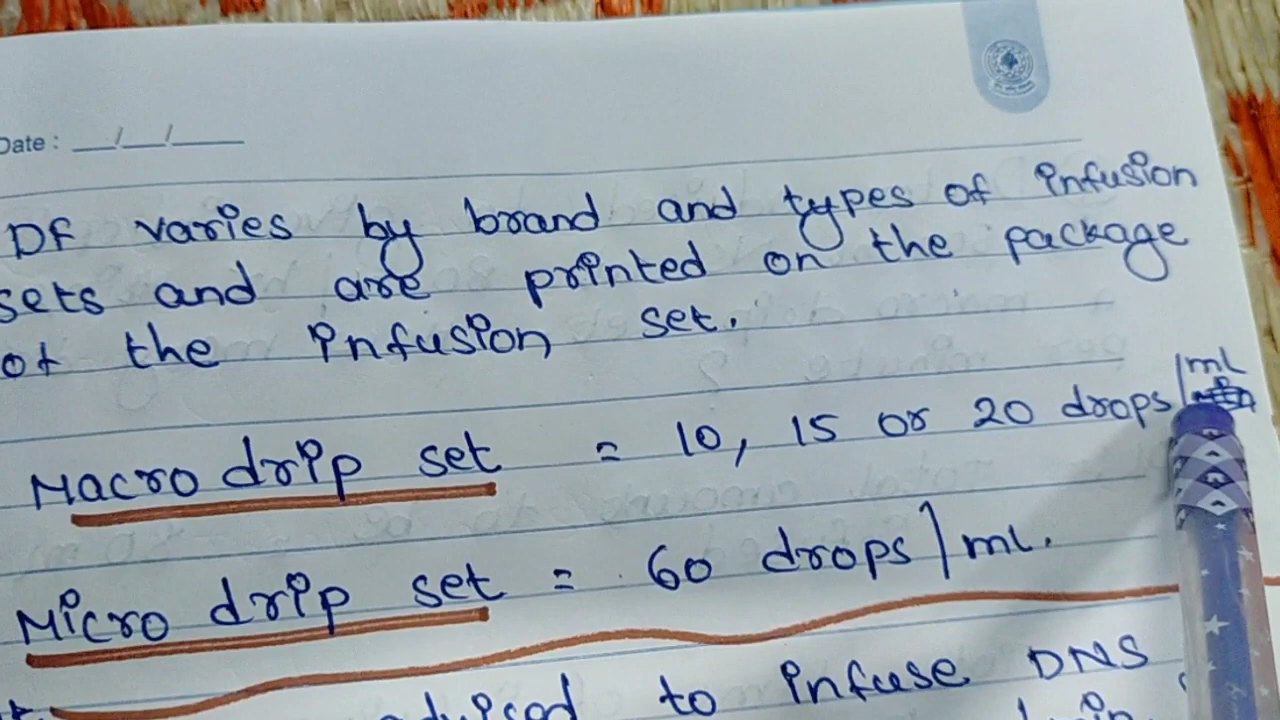 Date : __/__/____
DF varies by brand and types of infusion
sets and are printed on the package
of the infusion set.
Macro drip set = 10, 15 or 20 drops/ml
Micro drip set = 60 drops/ml.
to infuse DNS